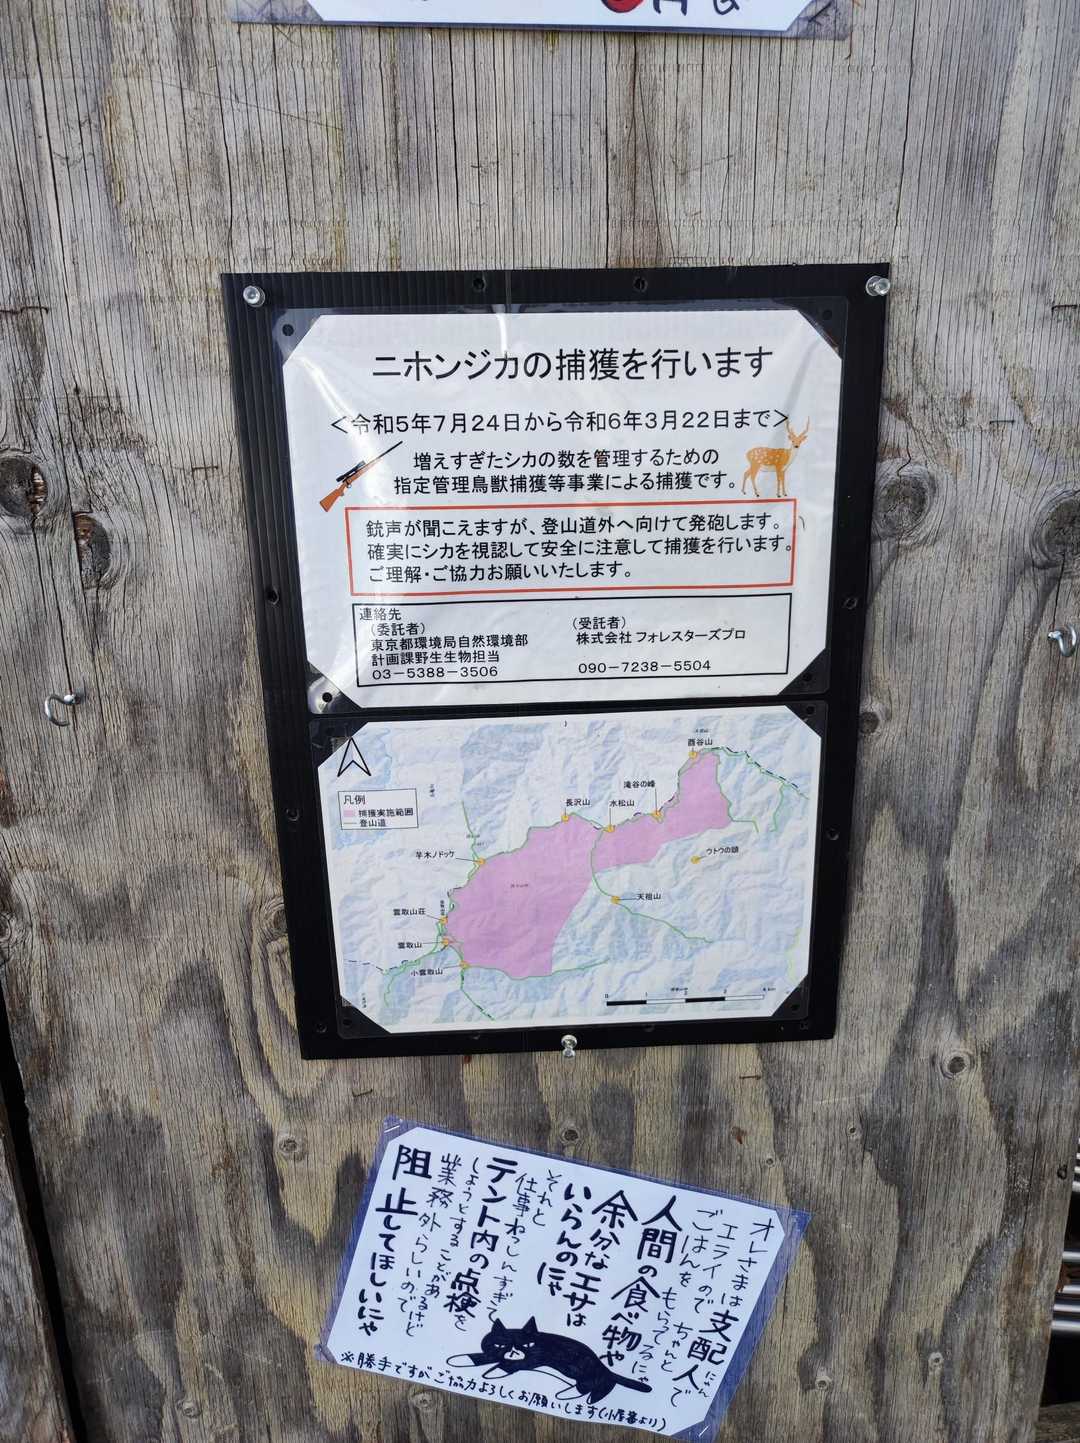 ニホンジカの捕獲を行います
＜令和5年7月24日から令和6年3月22日まで＞
増えすぎたシカの数を管理するための
指定管理鳥獣捕獲等事業による捕獲です。
銃声が聞こえますが、登山道外へ向けて発砲します。
確実にシカを視認して安全に注意して捕獲を行います。
ご理解・ご協力お願いいたします。
連絡先
（委託者）
東京都環境局自然環境部
計画課野生生物担当
03－5388－3506
（受託者）
株式会社 フォレスターズプロ
090－7238－5504
凡例
捕獲実施範囲
登山道
酉谷山
滝谷の峰
長沢山
水松山
芋木ノドッケ
ウトウの頭
天祖山
雲取山荘
雲取山
小雲取山
オレさまは支配人で
にゃん
エライので ちゃんと
ごはんを もらってるにゃ
人間の食べ物や
余分なエサは
いらんのにゃ
それと
仕事ねっしんすぎて
テント内の点検を
しようとすることがあるけど
業務外らしいのでにゃ
阻止してほしいにゃ
※勝手ですがご協力よろしくお願いします(小屋番より)